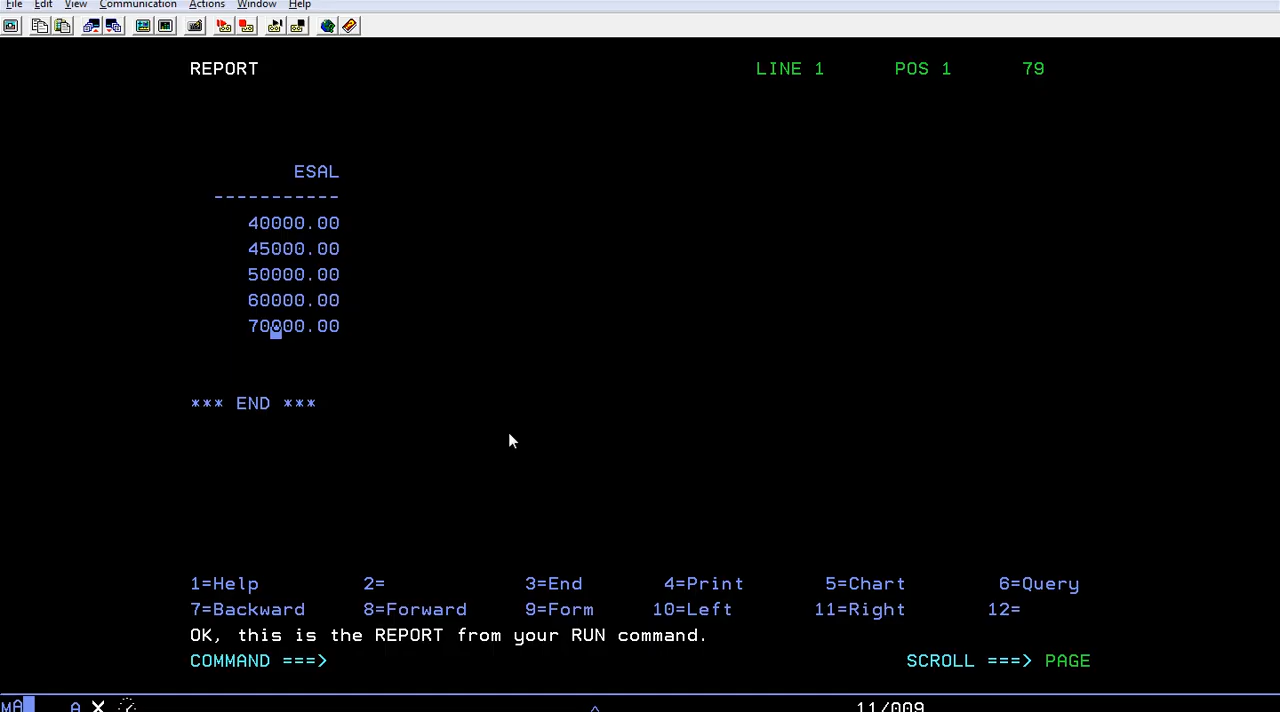 File Edit View Communication Actions Window Help
REPORT LINE 1 POS 1 79
ESAL
-----------
40000.00
45000.00
50000.00
60000.00
70000.00
*** END ***
1=Help 2= 3=End 4=Print 5=Chart 6=Query
7=Backward 8=Forward 9=Form 10=Left 11=Right 12=
OK, this is the REPORT from your RUN command.
COMMAND ===> SCROLL ===> PAGE
MA A X 11/009